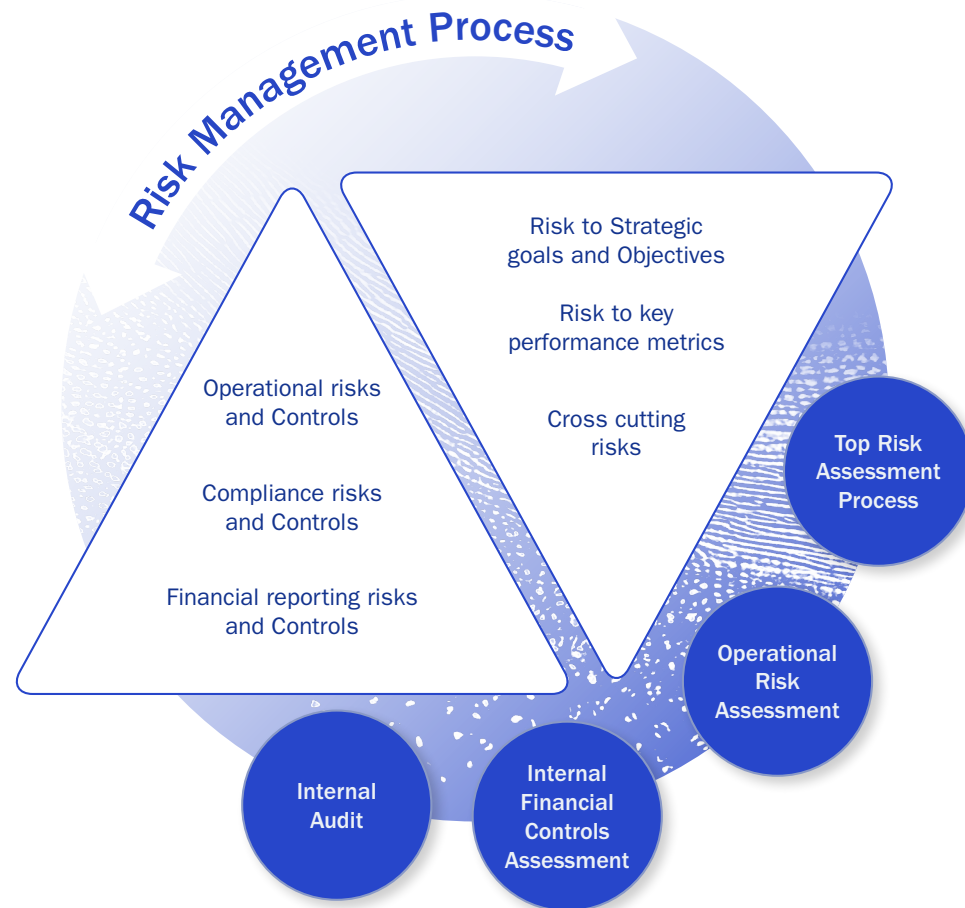 Risk Management Process
Risk to Strategic
goals and Objectives
Risk to key
performance metrics
Cross cutting
risks
Operational risks
and Controls
Compliance risks
and Controls
Financial reporting risks
and Controls
Top Risk
Assessment
Process
Operational
Risk
Assessment
Internal
Financial
Controls
Assessment
Internal
Audit